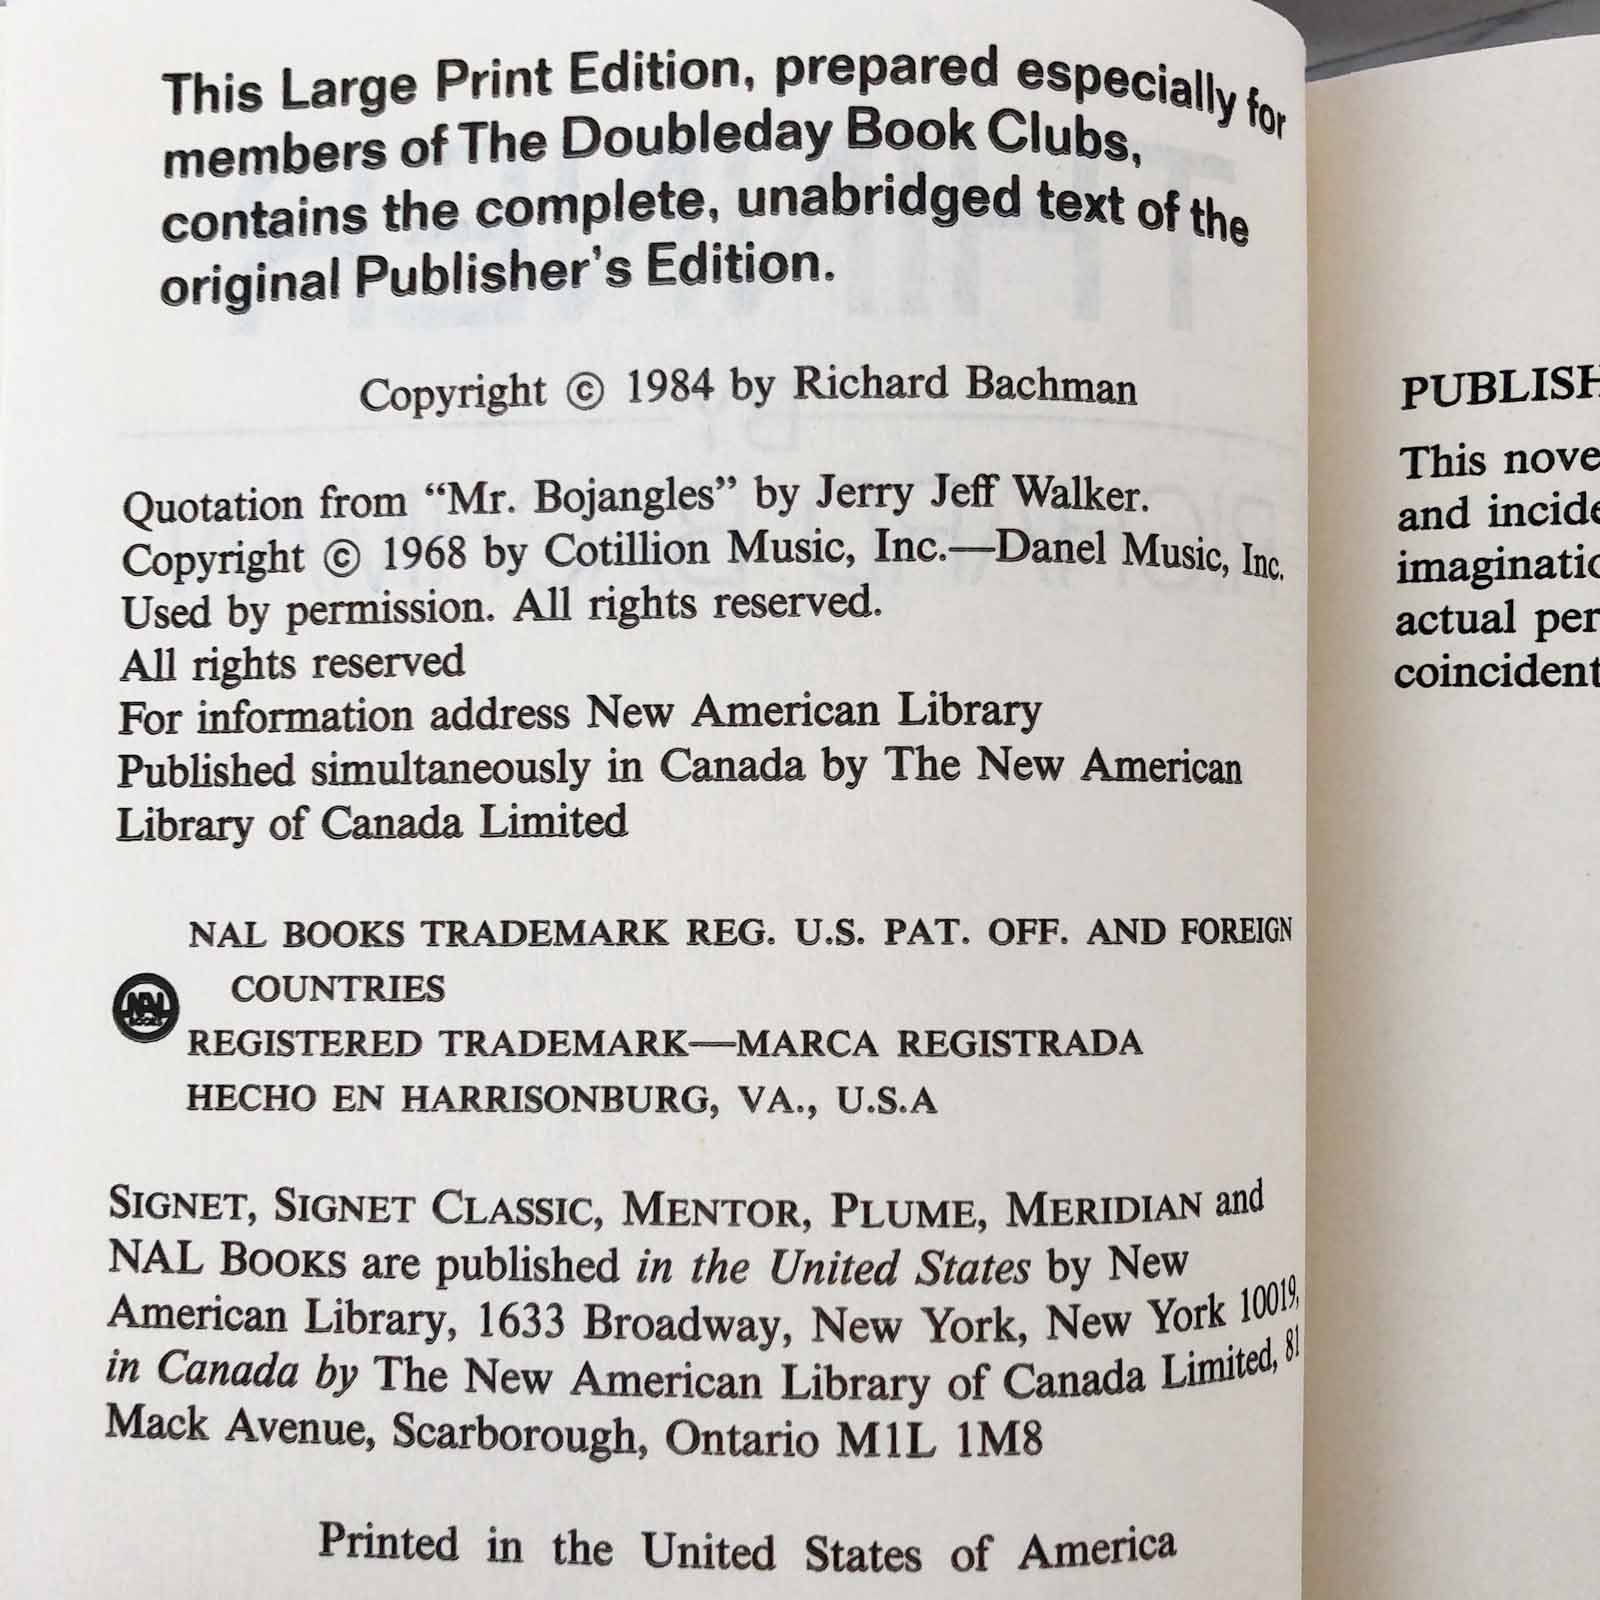 This Large Print Edition, prepared especially for
members of The Doubleday Book Clubs,
contains the complete, unabridged text of the
original Publisher's Edition.
Copyright © 1984 by Richard Bachman
Quotation from “Mr. Bojangles” by Jerry Jeff Walker.
Copyright © 1968 by Cotillion Music, Inc.—Danel Music, Inc.
Used by permission. All rights reserved.
All rights reserved
For information address New American Library
Published simultaneously in Canada by The New American
Library of Canada Limited
NAL BOOKS TRADEMARK REG. U.S. PAT. OFF. AND FOREIGN
COUNTRIES
NAL
BOOKS
REGISTERED TRADEMARK—MARCA REGISTRADA
HECHO EN HARRISONBURG, VA., U.S.A
SIGNET, SIGNET CLASSIC, MENTOR, PLUME, MERIDIAN and
NAL BOOKS are published in the United States by New
American Library, 1633 Broadway, New York, New York 10019,
in Canada by The New American Library of Canada Limited, 81
Mack Avenue, Scarborough, Ontario M1L 1M8
Printed in the United States of America
PUBLISH
This nove
and incide
imaginatio
actual per
coincident